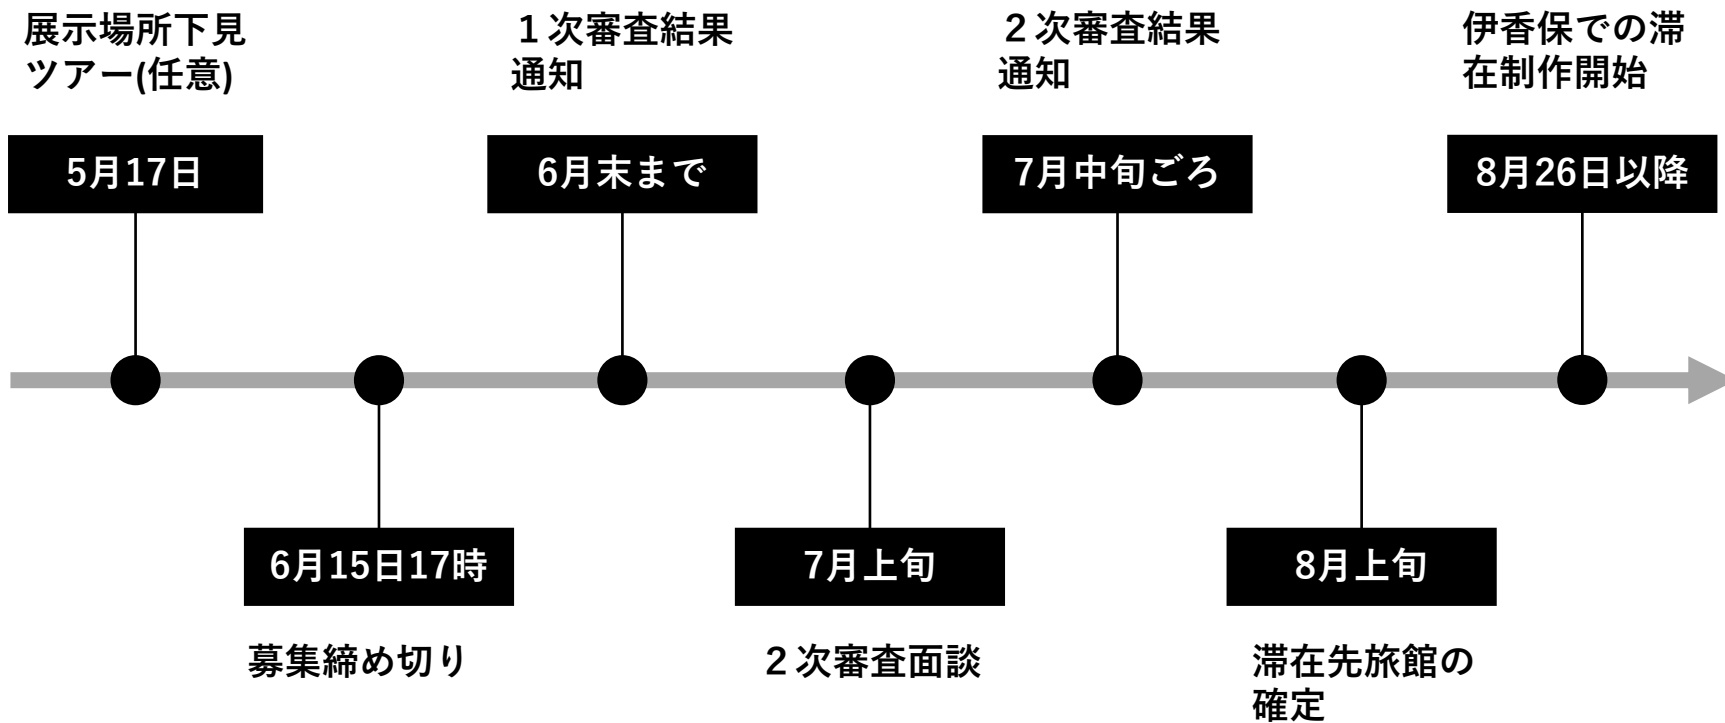 展示場所下見
ツアー(任意)
5月17日
6月15日17時
募集締め切り
１次審査結果
通知
6月末まで
7月上旬
２次審査面談
２次審査結果
通知
7月中旬ごろ
8月上旬
滞在先旅館の
確定
伊香保での滞
在制作開始
8月26日以降